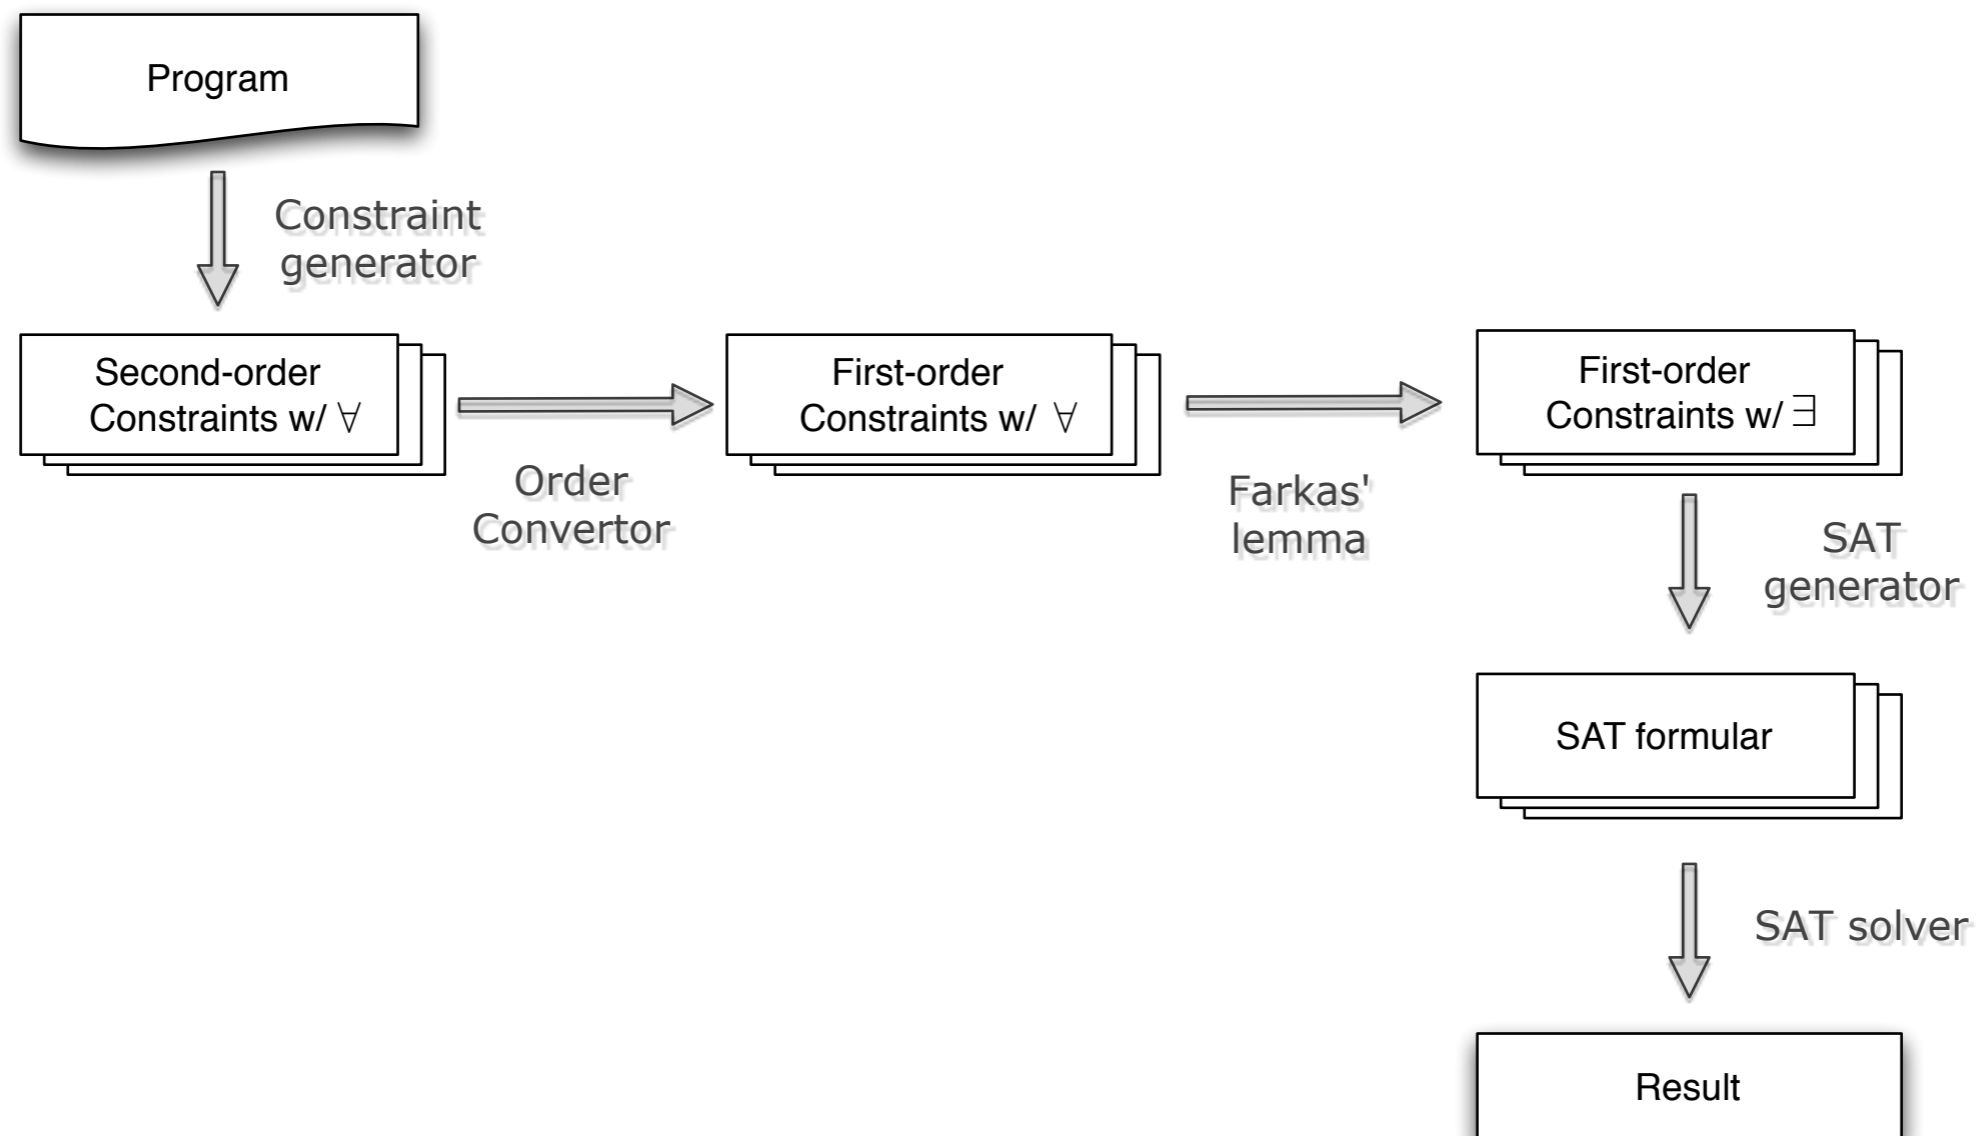 Program
Constraint
generator
Second-order
Constraints w/ ∀
Order
Convertor
First-order
Constraints w/ ∀
Farkas'
lemma
First-order
Constraints w/ ∃
SAT
generator
SAT formular
SAT solver
Result